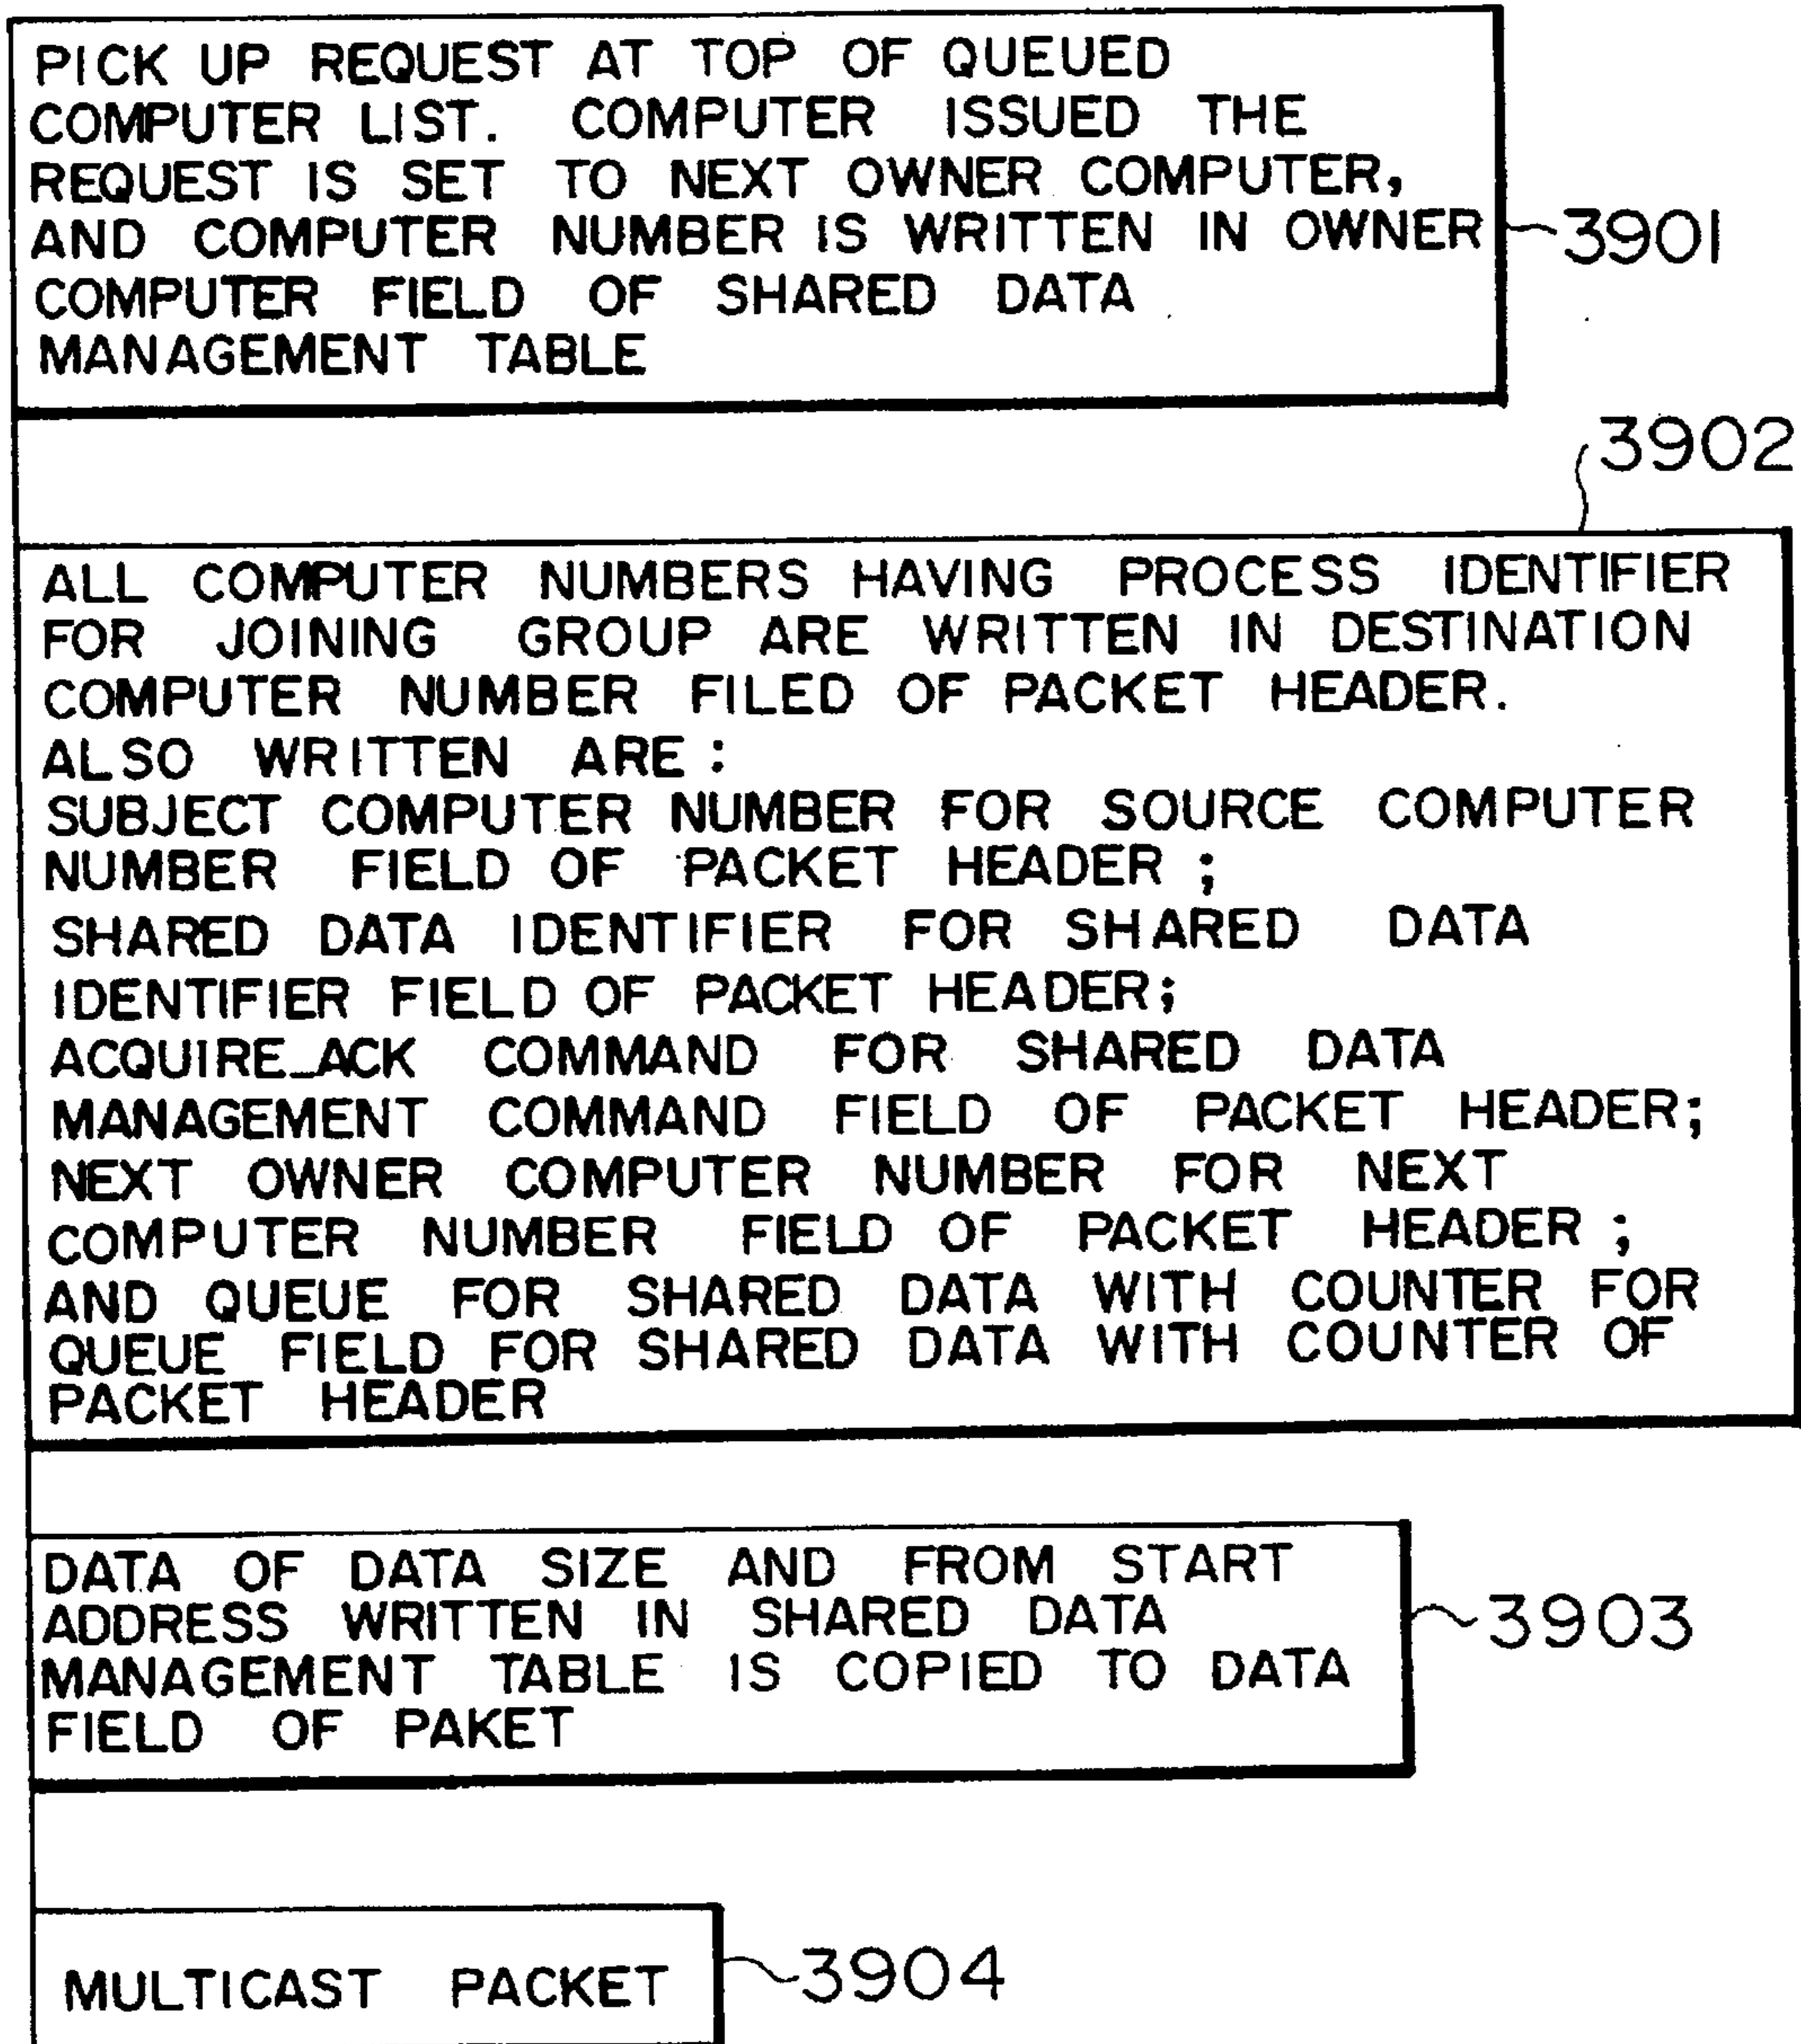 PICK UP REQUEST AT TOP OF QUEUED
COMPUTER LIST. COMPUTER ISSUED THE
REQUEST IS SET TO NEXT OWNER COMPUTER,
AND COMPUTER NUMBER IS WRITTEN IN OWNER
COMPUTER FIELD OF SHARED DATA
MANAGEMENT TABLE
3901
3902
ALL COMPUTER NUMBERS HAVING PROCESS IDENTIFIER
FOR JOINING GROUP ARE WRITTEN IN DESTINATION
COMPUTER NUMBER FILED OF PACKET HEADER.
ALSO WRITTEN ARE :
SUBJECT COMPUTER NUMBER FOR SOURCE COMPUTER
NUMBER FIELD OF PACKET HEADER ;
SHARED DATA IDENTIFIER FOR SHARED DATA
IDENTIFIER FIELD OF PACKET HEADER;
ACQUIRE_ACK COMMAND FOR SHARED DATA
MANAGEMENT COMMAND FIELD OF PACKET HEADER;
NEXT OWNER COMPUTER NUMBER FOR NEXT
COMPUTER NUMBER FIELD OF PACKET HEADER ;
AND QUEUE FOR SHARED DATA WITH COUNTER FOR
QUEUE FIELD FOR SHARED DATA WITH COUNTER OF
PACKET HEADER
DATA OF DATA SIZE AND FROM START
ADDRESS WRITTEN IN SHARED DATA
MANAGEMENT TABLE IS COPIED TO DATA
FIELD OF PAKET
3903
MULTICAST PACKET
3904